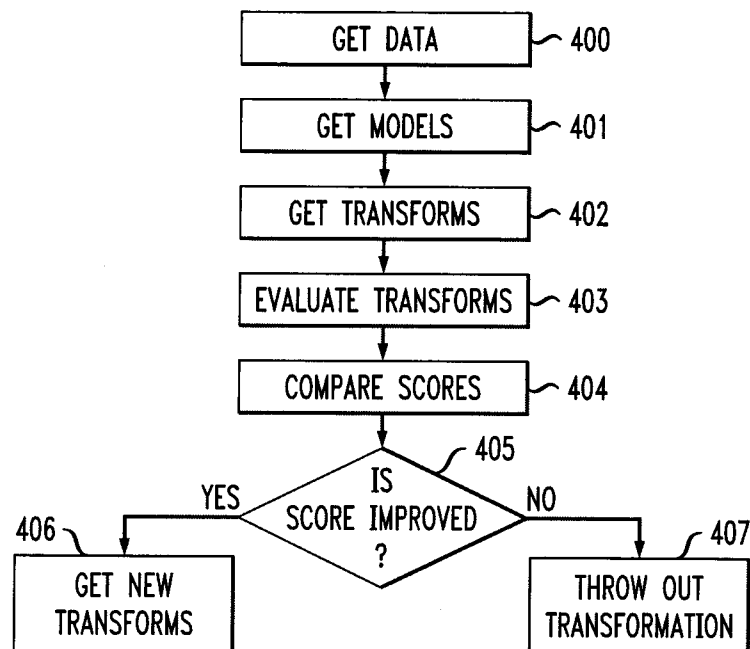 GET DATA 400
GET MODELS 401
GET TRANSFORMS 402
EVALUATE TRANSFORMS 403
COMPARE SCORES 404
405
IS
SCORE IMPROVED
?
YES
NO
406
GET NEW
TRANSFORMS
407
THROW OUT
TRANSFORMATION